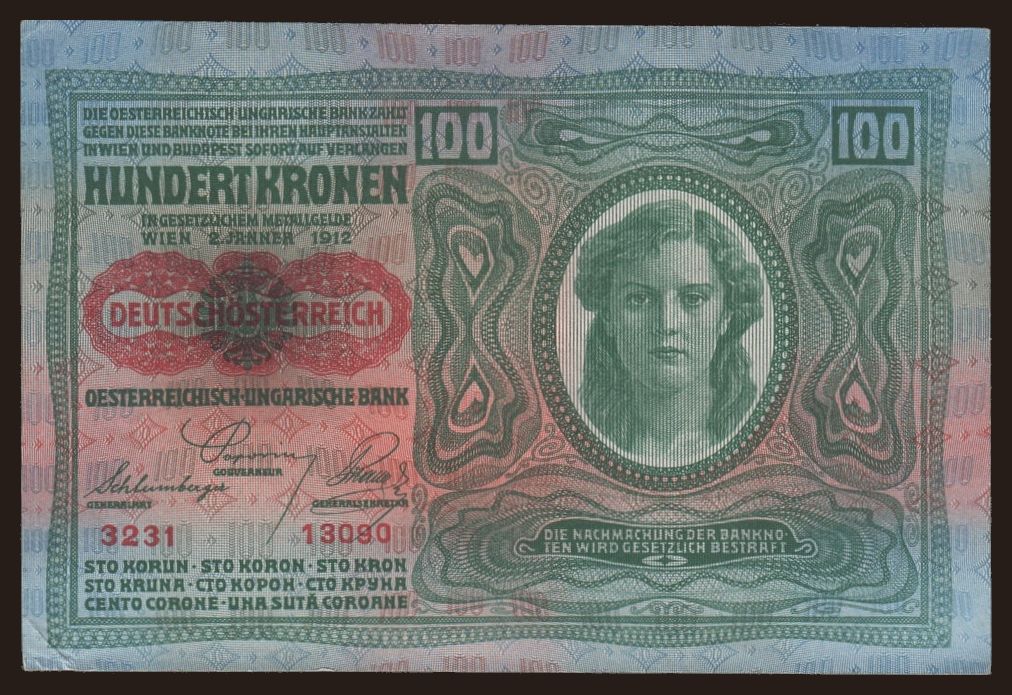 DIE OESTERREICHISCH-UNGARISCHE BANK ZAHLT
GEGEN DIESE BANKNOTE BEI IHREN HAUPTANSTALTEN
IN WIEN UND BUDAPEST SOFORT AUF VERLANGEN
HUNDERT KRONEN
IN GESETZLICHEM METALLGELDE
WIEN 2. JÄNNER 1912
DEUTSCHÖSTERREICH
OESTERREICHISCH-UNGARISCHE BANK
GOUVERNEUR
Schlumberger
GENERALRAT
GENERALSEKRETÄR
3231 13080
STO KORUN · STO KORON · STO KRON
STO KRUNA · СТО КОРОН · СТО КРУНА
CENTO CORONE · UNA SUTĂ COROANE
100 100
DIE NACHMACHUNG DER BANKNO-
TEN WIRD GESETZLICH BESTRAFT